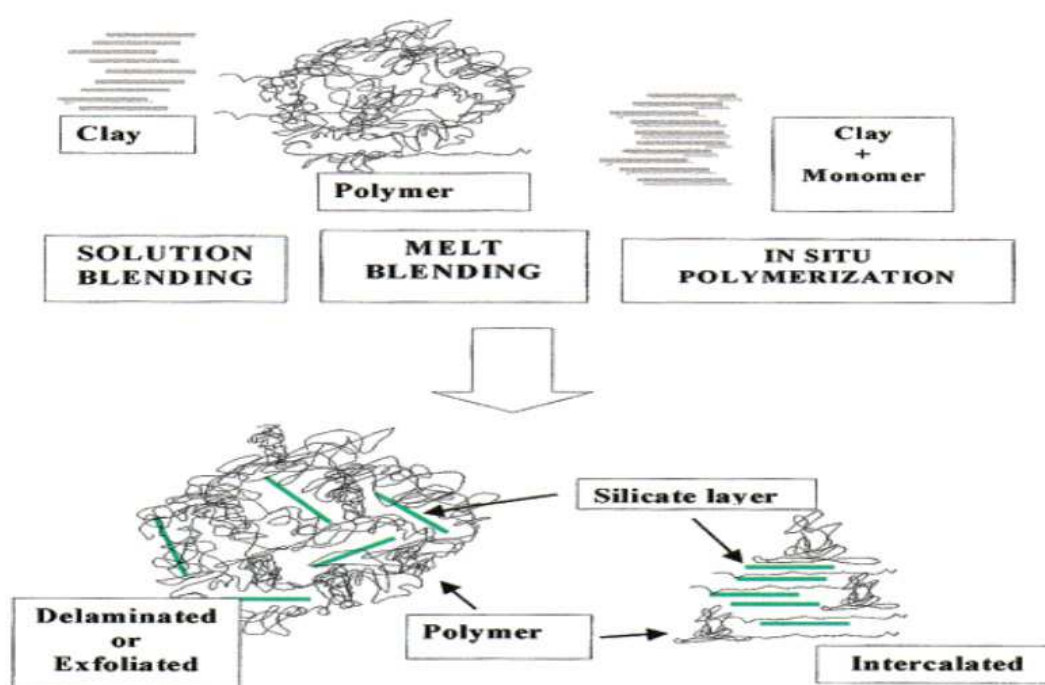 Clay
Polymer
Clay
+
Monomer
SOLUTION
BLENDING
MELT
BLENDING
IN SITU
POLYMERIZATION
Silicate layer
Delaminated
or
Exfoliated
Polymer
Intercalated